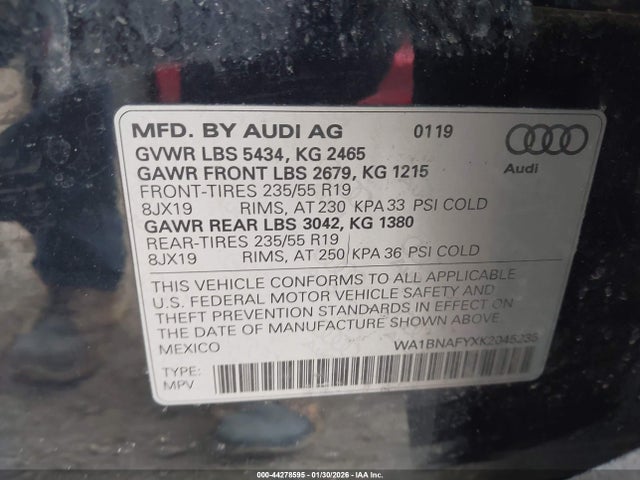 MFD. BY AUDI AG 0119
GVWR LBS 5434, KG 2465
GAWR FRONT LBS 2679, KG 1215
FRONT-TIRES 235/55 R19
8JX19 RIMS, AT 230 KPA 33 PSI COLD
GAWR REAR LBS 3042, KG 1380
REAR-TIRES 235/55 R19
8JX19 RIMS, AT 250 KPA 36 PSI COLD
Audi
THIS VEHICLE CONFORMS TO ALL APPLICABLE
U.S. FEDERAL MOTOR VEHICLE SAFETY AND
THEFT PREVENTION STANDARDS IN EFFECT ON
THE DATE OF MANUFACTURE SHOWN ABOVE.
MEXICO WA1BNAFYXK2045235
TYPE:
MPV
000-44278595 - 01/30/2026 - IAA Inc.